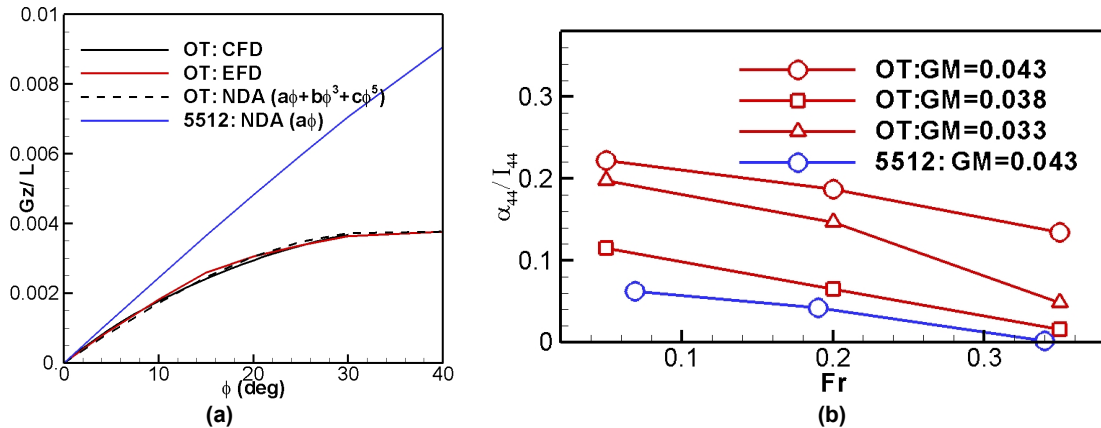 0.01
0.008
0.006
0.004
0.002
0
Gz/ L
OT: CFD
OT: EFD
OT: NDA (aϕ+bϕ³+cϕ⁵)
5512: NDA (aϕ)
0 10 20 30 40
ϕ (deg)
(a)
0.3
0.2
0.1
0
α₄₄/ I₄₄
OT:GM=0.043
OT:GM=0.038
OT:GM=0.033
5512: GM=0.043
0.1 0.2 0.3
Fr
(b)